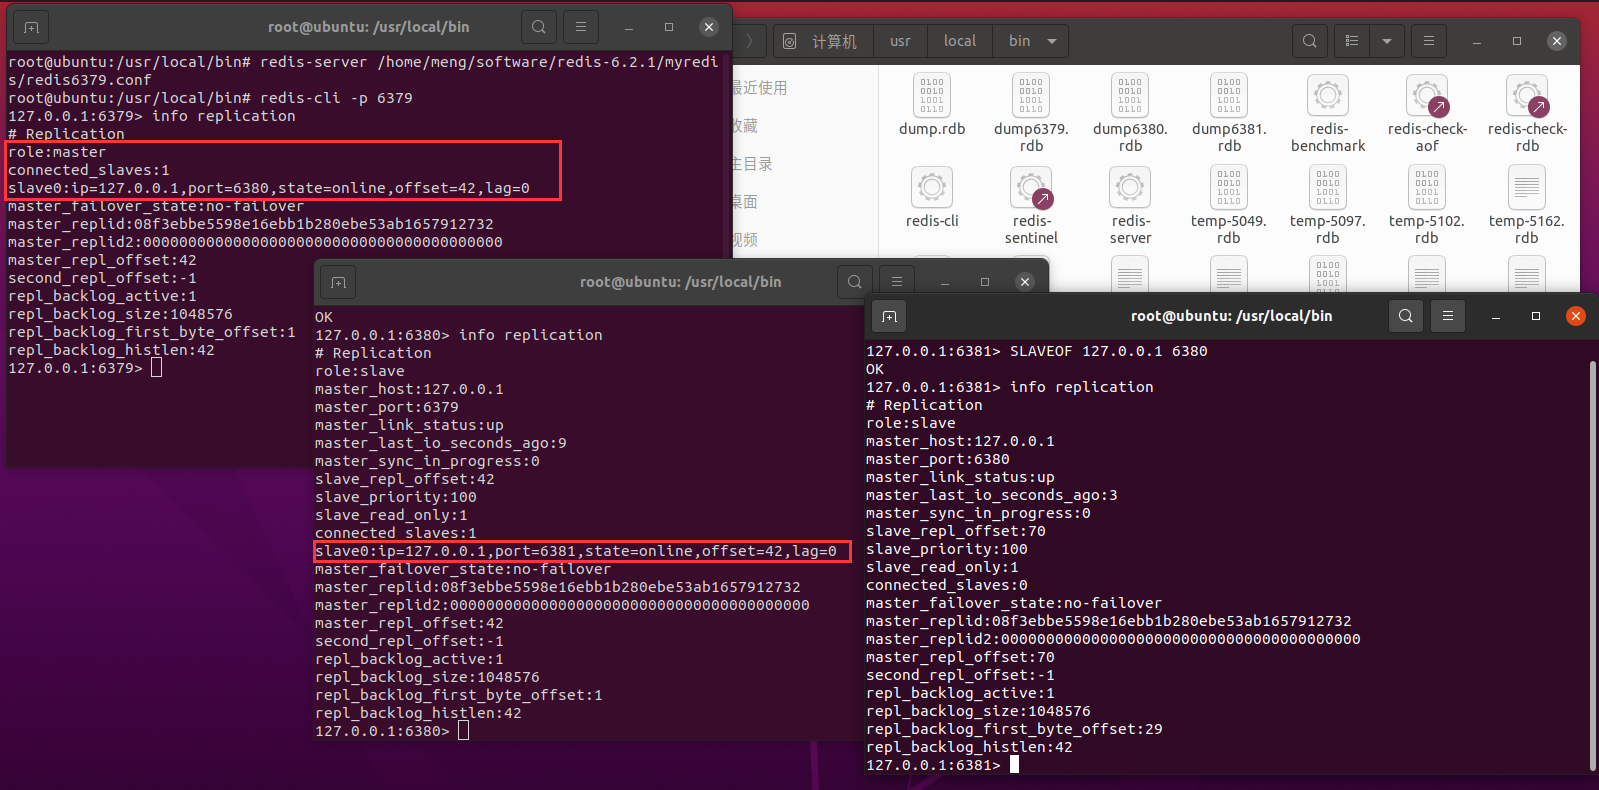 root@ubuntu: /usr/local/bin
root@ubuntu:/usr/local/bin# redis-server /home/meng/software/redis-6.2.1/myredi
s/redis6379.conf
root@ubuntu:/usr/local/bin# redis-cli -p 6379
127.0.0.1:6379> info replication
# Replication
role:master
connected_slaves:1
slave0:ip=127.0.0.1,port=6380,state=online,offset=42,lag=0
master_failover_state:no-failover
master_replid:08f3ebbe5598e16ebb1b280ebe53ab1657912732
master_replid2:0000000000000000000000000000000000000000
master_repl_offset:42
second_repl_offset:-1
repl_backlog_active:1
repl_backlog_size:1048576
repl_backlog_first_byte_offset:1
repl_backlog_histlen:42
127.0.0.1:6379>
计算机 usr local bin
最近使用
收藏
主目录
桌面
视频
dump.rdb
dump6379.
rdb
dump6380.
rdb
dump6381.
rdb
redis-
benchmark
redis-check-
aof
redis-check-
rdb
redis-cli
redis-
sentinel
redis-
server
temp-5049.
rdb
temp-5097.
rdb
temp-5102.
rdb
temp-5162.
rdb
root@ubuntu: /usr/local/bin
OK
127.0.0.1:6380> info replication
# Replication
role:slave
master_host:127.0.0.1
master_port:6379
master_link_status:up
master_last_io_seconds_ago:9
master_sync_in_progress:0
slave_repl_offset:42
slave_priority:100
slave_read_only:1
connected_slaves:1
slave0:ip=127.0.0.1,port=6381,state=online,offset=42,lag=0
master_failover_state:no-failover
master_replid:08f3ebbe5598e16ebb1b280ebe53ab1657912732
master_replid2:0000000000000000000000000000000000000000
master_repl_offset:42
second_repl_offset:-1
repl_backlog_active:1
repl_backlog_size:1048576
repl_backlog_first_byte_offset:1
repl_backlog_histlen:42
127.0.0.1:6380>
root@ubuntu: /usr/local/bin
127.0.0.1:6381> SLAVEOF 127.0.0.1 6380
OK
127.0.0.1:6381> info replication
# Replication
role:slave
master_host:127.0.0.1
master_port:6380
master_link_status:up
master_last_io_seconds_ago:3
master_sync_in_progress:0
slave_repl_offset:70
slave_priority:100
slave_read_only:1
connected_slaves:0
master_failover_state:no-failover
master_replid:08f3ebbe5598e16ebb1b280ebe53ab1657912732
master_replid2:0000000000000000000000000000000000000000
master_repl_offset:70
second_repl_offset:-1
repl_backlog_active:1
repl_backlog_size:1048576
repl_backlog_first_byte_offset:29
repl_backlog_histlen:42
127.0.0.1:6381>